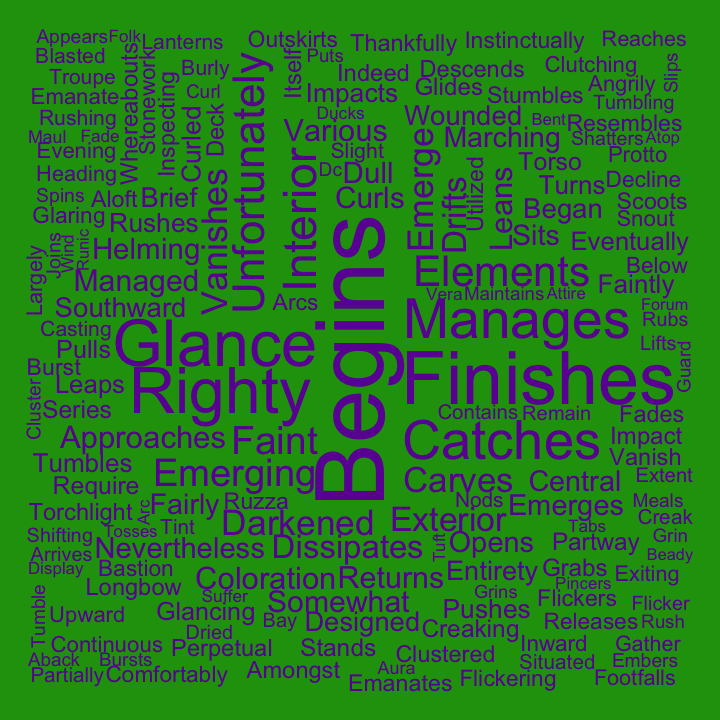 Appears Folk Lanterns Outskirts Puts Thankfully Instinctually Reaches
Blasted Burly Itself Indeed Descends Clutching Slips
Troupe Whereabouts Stonework Inspecting Curl Unfortunately Impacts Glides Stumbles Angrily
Emanate Curled Deck Ducks Wounded Tumbling
Rushing Various Emerge Marching Bent Resembles
Maul Fade Slight Shatters Atop
Evening Interior Dc Dull Utilized Torso Protto
Heading Vanishes Drifts Leans Turns Decline
Spins Aloft Brief Curls Began Scoots
Glaring Rushes Begins Sits Snout
Largely Joins Wind Runic Helming Eventually
Managed Elements Faintly Below
Southward Arcs Vera Maintains Attire Forum
Casting Glance Manages Rubs
Pulls Lifts Guard
Burst Righty Finishes
Leaps
Cluster Series Contains Remain Fades
Approaches Faint Catches Impact
Tumbles Emerging Vanish
Require Carves Central Extent
Torchlight Arc Fairly Ruzza Nods Emerges Meals
Shifting Tosses Tint Darkened Exterior Tabs Creak
Arrives Nevertheless Dissipates Tuft Opens Partway Grin
Display Bastion Beady
Longbow Coloration Returns Entirety Grabs Exiting
Tumble Suffer Somewhat Grins Pincers
Upward Glancing Bay Designed Pushes Flickers Flicker
Dried Creaking Releases Rush
Continuous Perpetual Stands Clustered Inward Gather
Aback Bursts Aura Situated Embers
Partially Comfortably Amongst Emanates Flickering Footfalls